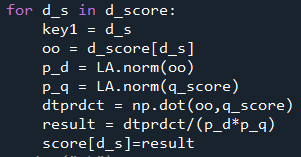 for d_s in d_score:
    key1 = d_s
    oo = d_score[d_s]
    p_d = LA.norm(oo)
    p_q = LA.norm(q_score)
    dtprdct = np.dot(oo,q_score)
    result = dtprdct/(p_d*p_q)
    score[d_s]=result